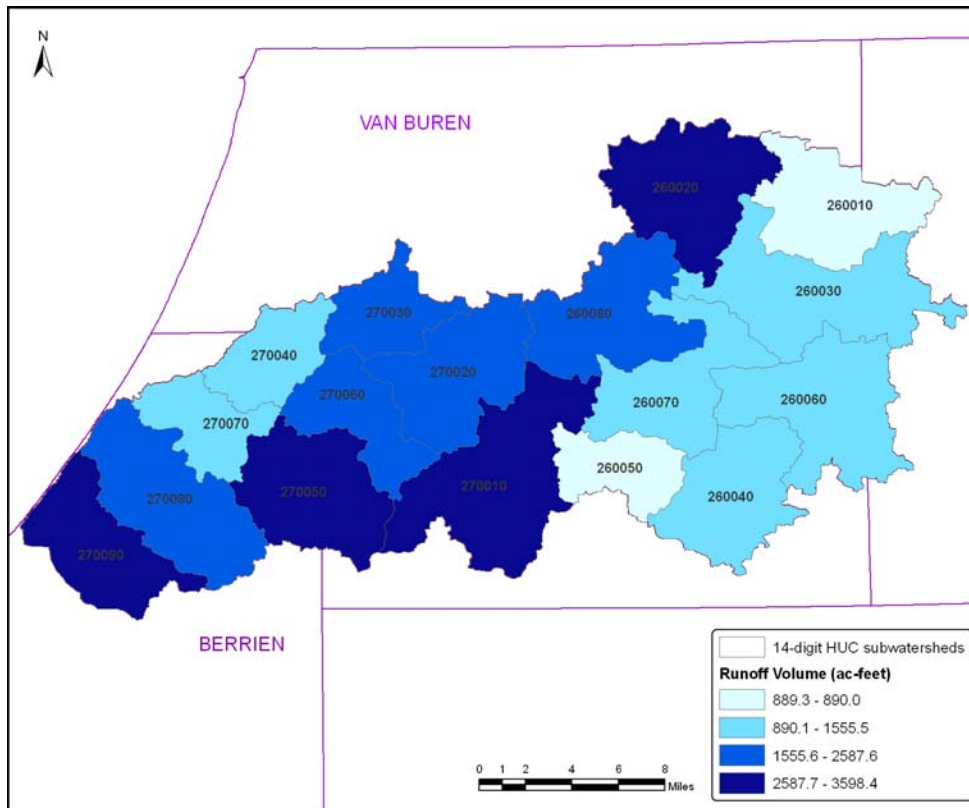 N
VAN BUREN
260020
260010
260030
270030
260080
270040
270020
270060
260070
260060
270070
260050
270080
270050
270010
260040
270090
BERRIEN
14-digit HUC subwatersheds
Runoff Volume (ac-feet)
889.3 - 890.0
890.1 - 1555.5
1555.6 - 2587.6
2587.7 - 3598.4
0 1 2 4 6 8
Miles